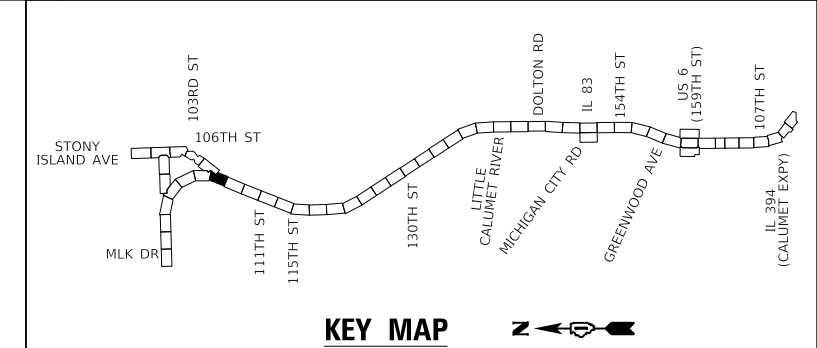 103RD ST
106TH ST
STONY
ISLAND AVE
MLK DR
111TH ST
115TH ST
130TH ST
LITTLE
CALUMET RIVER
DOLTON RD
MICHIGAN CITY RD
IL 83
154TH ST
GREENWOOD AVE
US 6
(159TH ST)
107TH ST
IL 394
(CALUMET EXPY)
KEY MAP
N